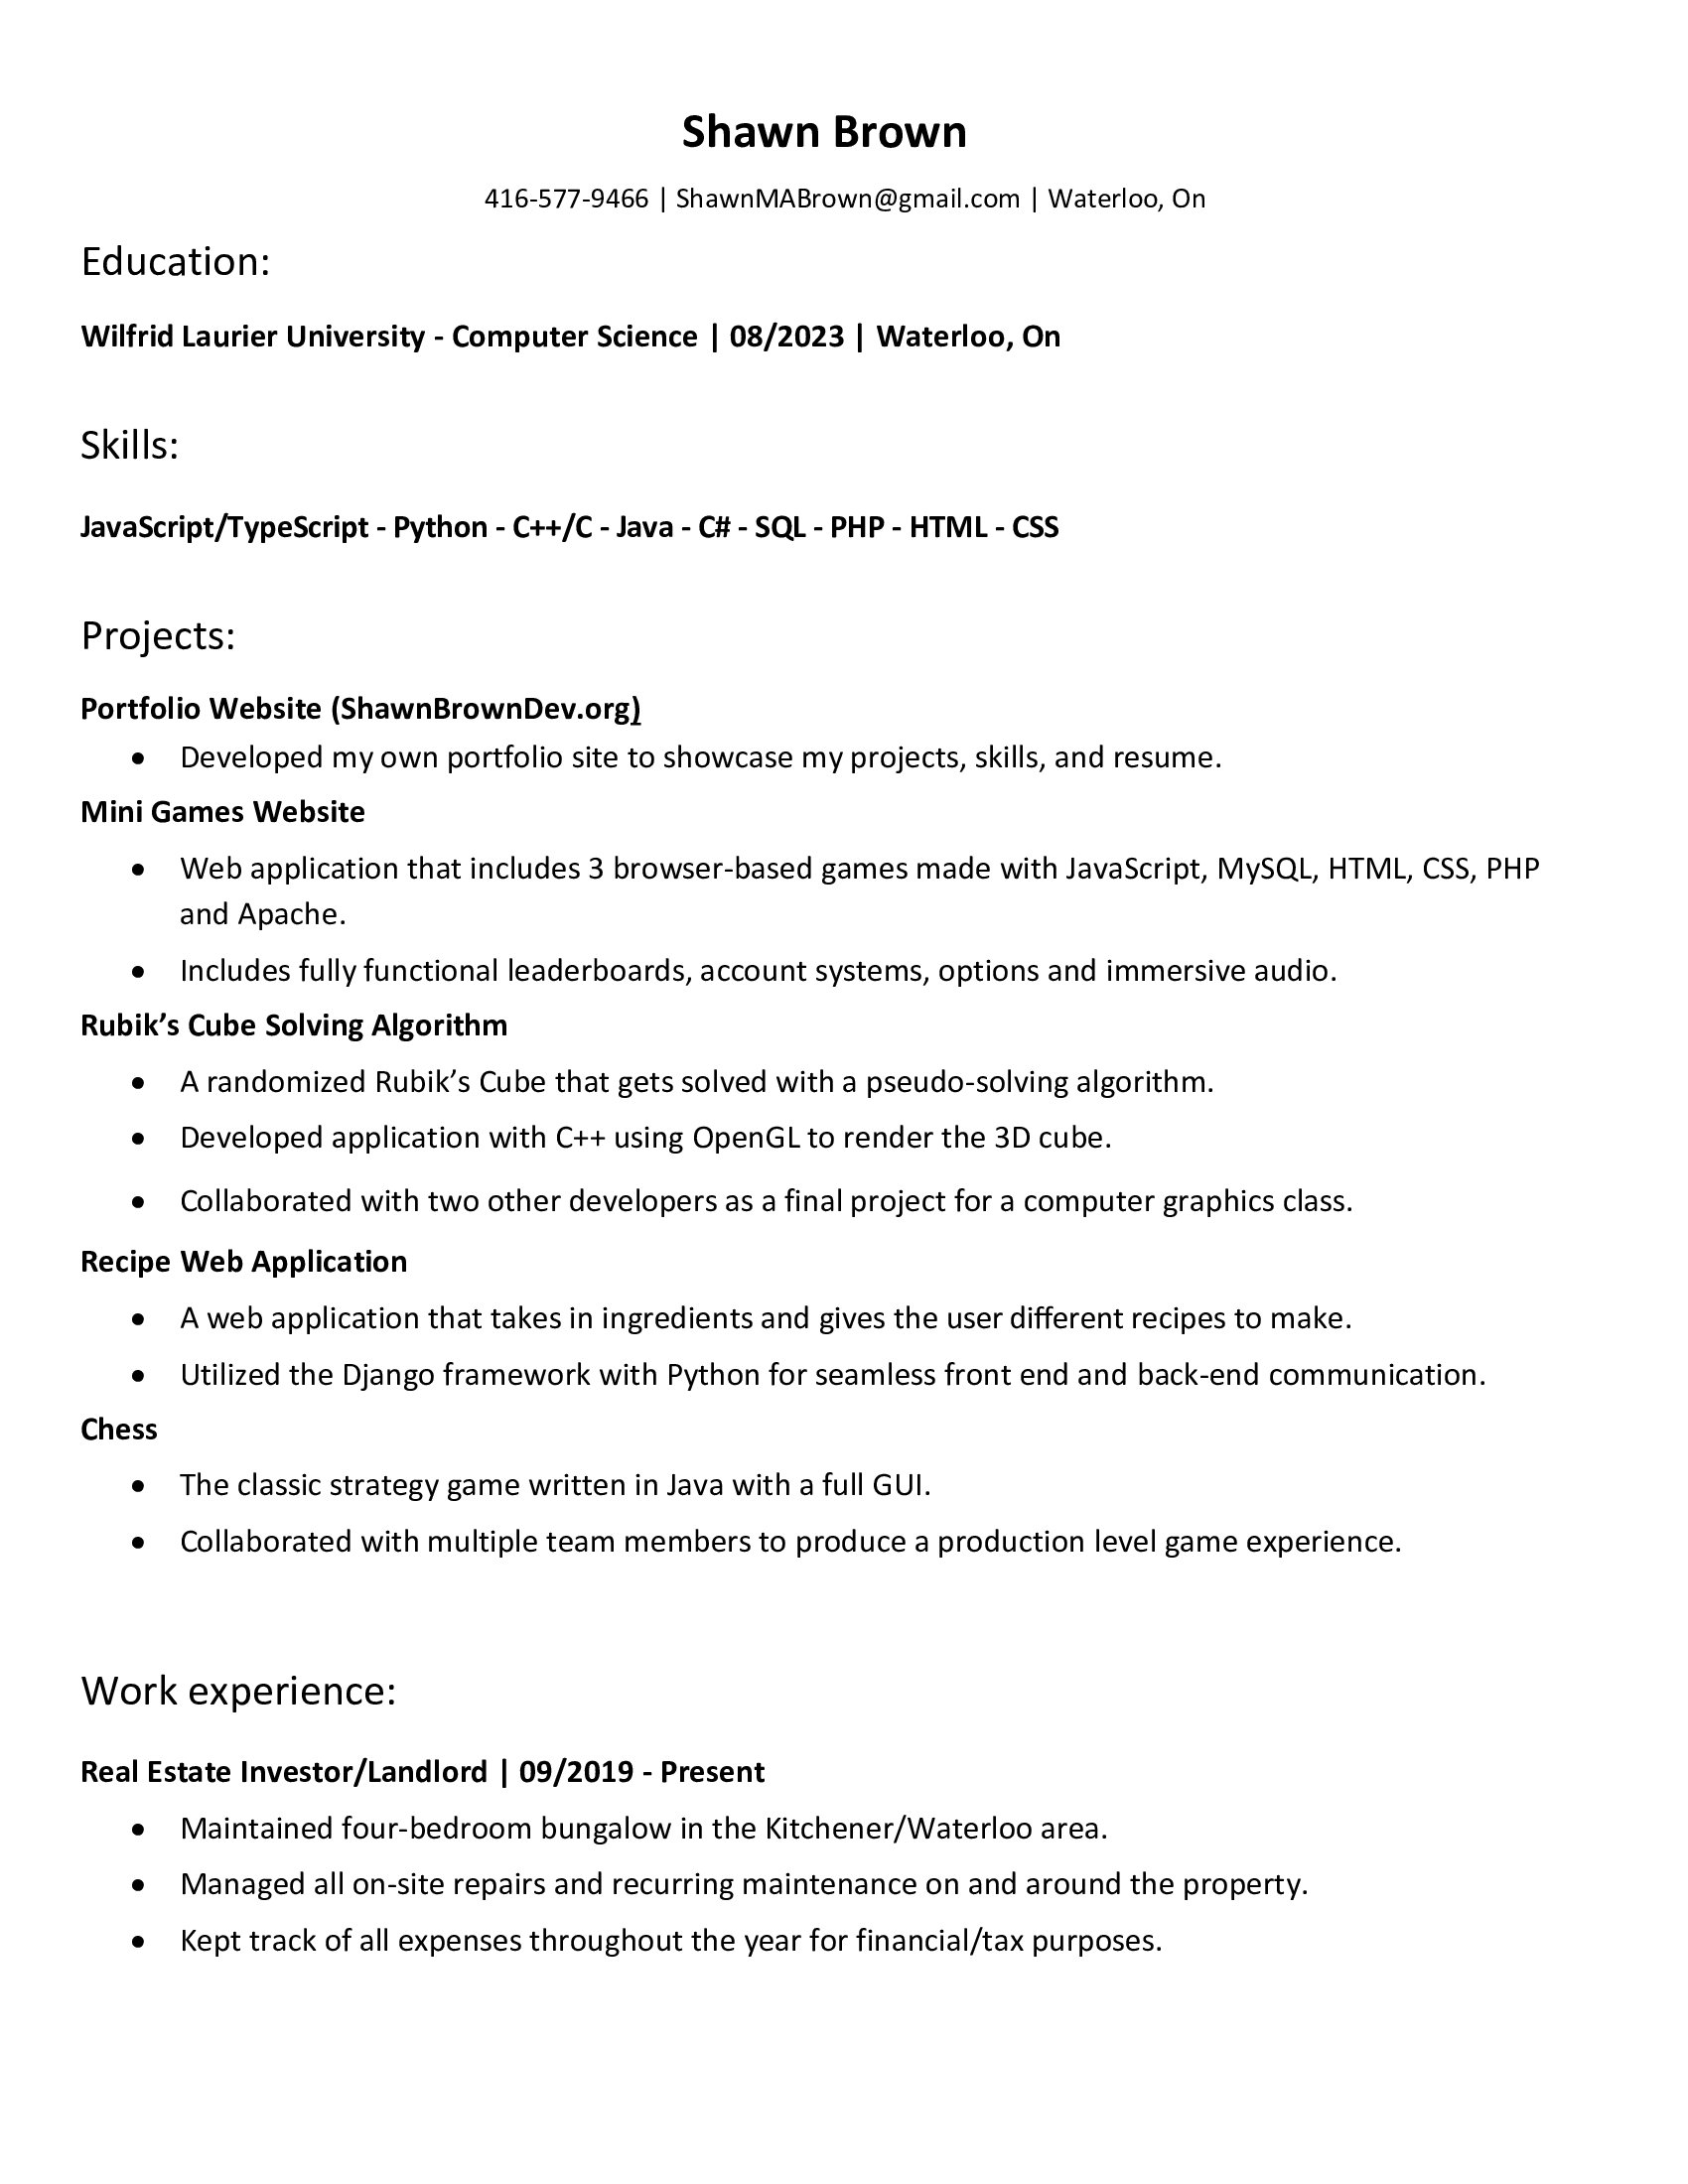 Shawn Brown
416-577-9466 | ShawnMABrown@gmail.com | Waterloo, On
Education:
Wilfrid Laurier University - Computer Science | 08/2023 | Waterloo, On
Skills:
JavaScript/TypeScript - Python - C++/C - Java - C# - SQL - PHP - HTML - CSS
Projects:
Portfolio Website (ShawnBrownDev.org)
• Developed my own portfolio site to showcase my projects, skills, and resume.
Mini Games Website
• Web application that includes 3 browser-based games made with JavaScript, MySQL, HTML, CSS, PHP
and Apache.
• Includes fully functional leaderboards, account systems, options and immersive audio.
Rubik’s Cube Solving Algorithm
• A randomized Rubik’s Cube that gets solved with a pseudo-solving algorithm.
• Developed application with C++ using OpenGL to render the 3D cube.
• Collaborated with two other developers as a final project for a computer graphics class.
Recipe Web Application
• A web application that takes in ingredients and gives the user different recipes to make.
• Utilized the Django framework with Python for seamless front end and back-end communication.
Chess
• The classic strategy game written in Java with a full GUI.
• Collaborated with multiple team members to produce a production level game experience.
Work experience:
Real Estate Investor/Landlord | 09/2019 - Present
• Maintained four-bedroom bungalow in the Kitchener/Waterloo area.
• Managed all on-site repairs and recurring maintenance on and around the property.
• Kept track of all expenses throughout the year for financial/tax purposes.